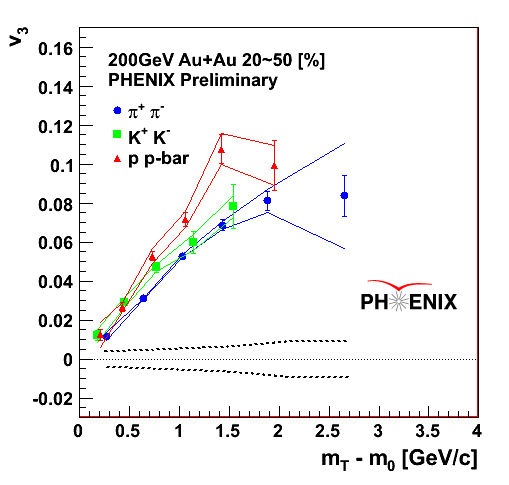 v₃
0.16
0.14
0.12
0.1
0.08
0.06
0.04
0.02
0
-0.02
200GeV Au+Au 20~50 [%]
PHENIX Preliminary
π⁺ π⁻
K⁺ K⁻
p p-bar
PHENIX
0 0.5 1 1.5 2 2.5 3 3.5 4
m_T - m₀ [GeV/c]